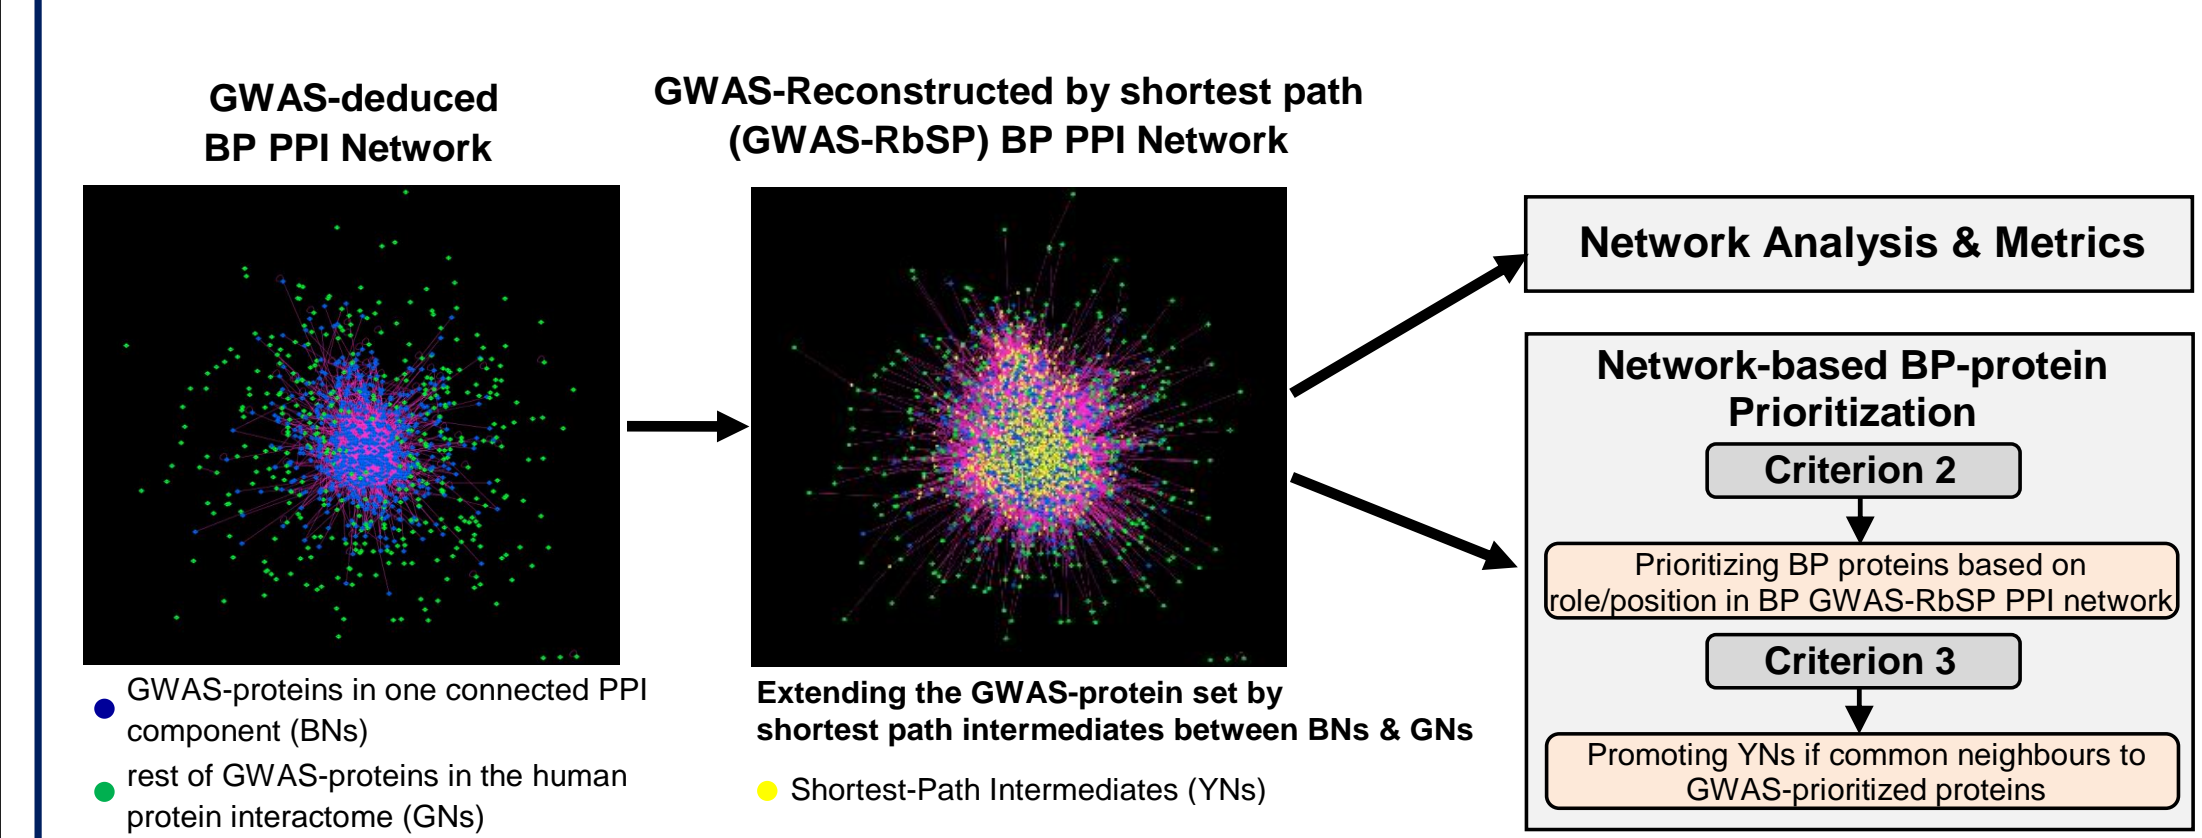 GWAS-deduced
BP PPI Network
GWAS-Reconstructed by shortest path
(GWAS-RbSP) BP PPI Network
GWAS-proteins in one connected PPI
component (BNs)
rest of GWAS-proteins in the human
protein interactome (GNs)
Extending the GWAS-protein set by
shortest path intermediates between BNs & GNs
Shortest-Path Intermediates (YNs)
Network Analysis & Metrics
Network-based BP-protein
Prioritization
Criterion 2
Prioritizing BP proteins based on
role/position in BP GWAS-RbSP PPI network
Criterion 3
Promoting YNs if common neighbours to
GWAS-prioritized proteins